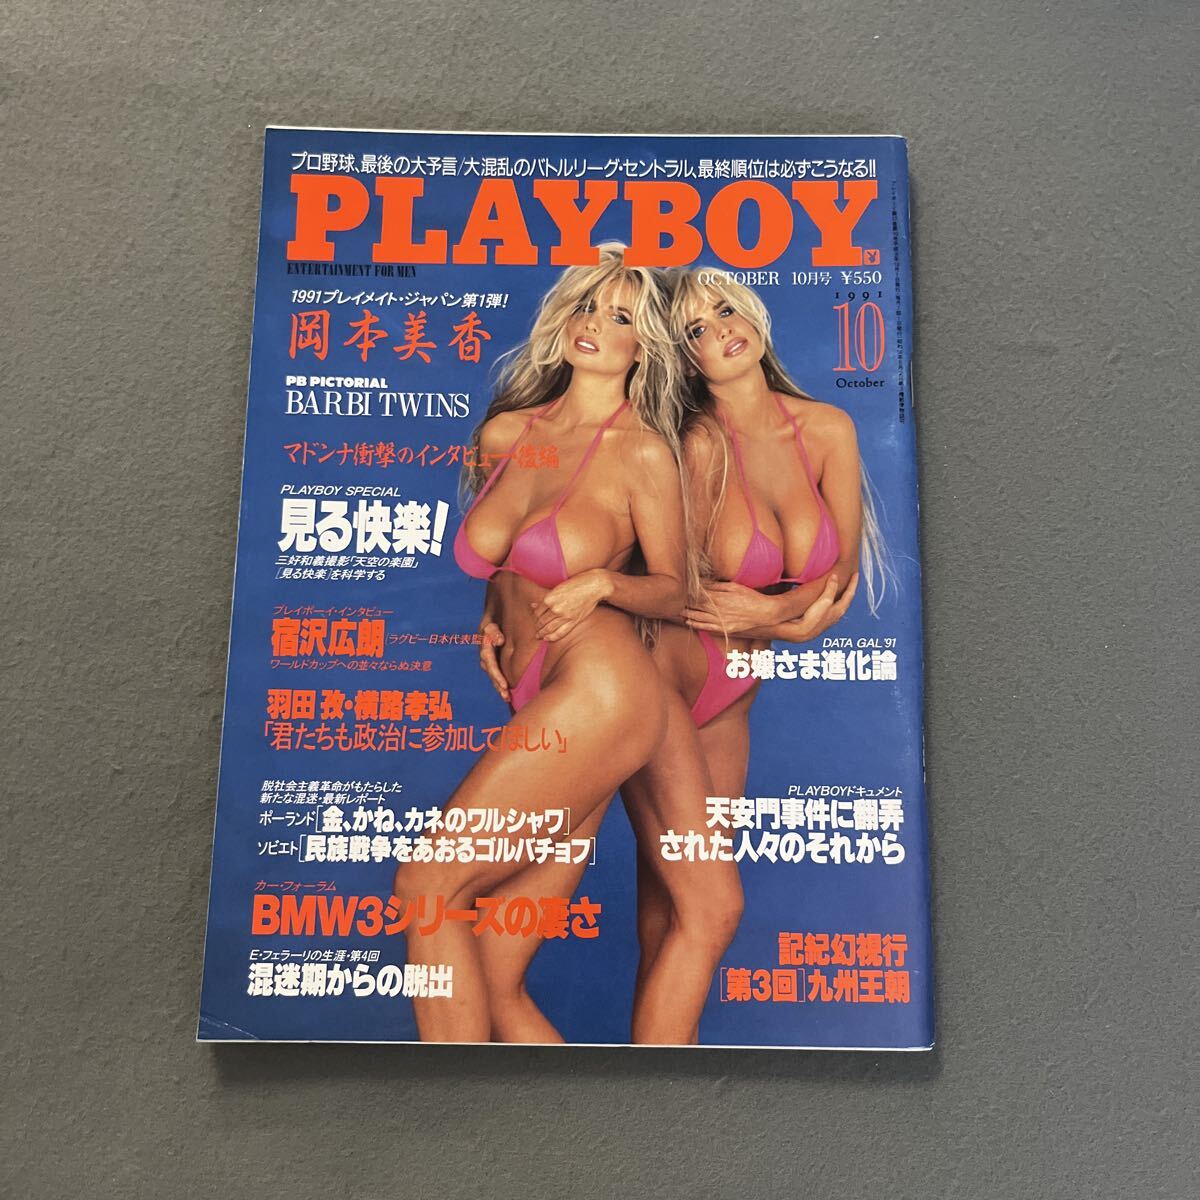 プロ野球、最後の大予言/大混乱のバトルリーグ・セントラル、最終順位は必ずこうなる!!
PLAYBOY
ENTERTAINMENT FOR MEN
OCTOBER 10月号 ¥550
1991
10
October
1991プレイメイト・ジャパン第1弾!
岡本美香
PB PICTORIAL
BARBI TWINS
マドンナ衝撃のインタビュー・後編
PLAYBOY SPECIAL
見る快楽!
三好和義撮影「天空の楽園」
[見る快楽]を科学する
プレイボーイ・インタビュー
宿沢広朗[ラグビー日本代表監督]
ワールドカップへの並々ならぬ決意
羽田 孜・横路孝弘
「君たちも政治に参加してほしい」
脱社会主義革命がもたらした
新たな混迷・最新レポート
ポーランド[金、かね、カネのワルシャワ]
ソビエト[民族戦争をあおるゴルバチョフ]
カー・フォーラム
BMW3シリーズの凄さ
E・フェラーリの生涯・第4回
混迷期からの脱出
DATA GAL '91
お嬢さま進化論
PLAYBOYドキュメント
天安門事件に翻弄
された人々のそれから
記紀幻視行
[第3回]九州王朝